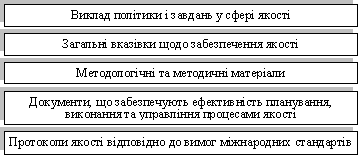 Виклад політики і завдань у сфері якості
Загальні вказівки щодо забезпечення якості
Методологічні та методичні матеріали
Документи, що забезпечують ефективність планування,
виконання та управління процесами якості
Протоколи якості відповідно до вимог міжнародних стандартів